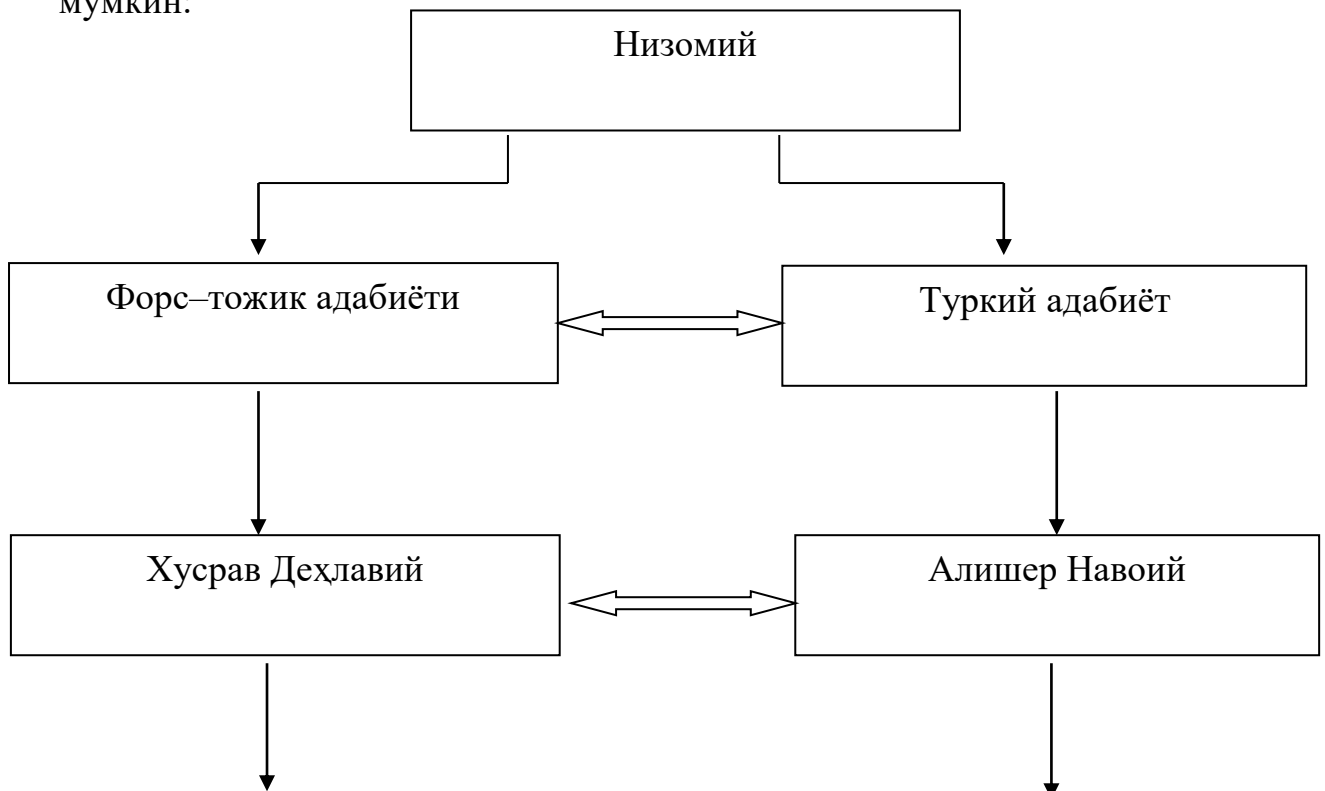 мумкин:
Низомий
Форс–тожик адабиёти
Туркий адабиёт
Хусрав Деҳлавий
Алишер Навоий